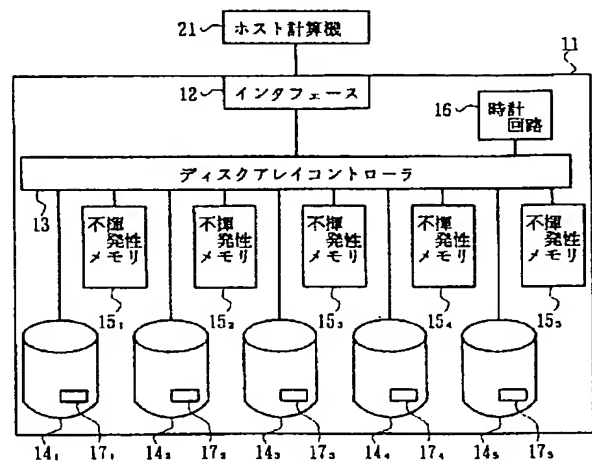 21 ホスト計算機
11
12 インタフェース
16 時計
回路
ディスクアレイコントローラ
13
不揮 不揮 不揮 不揮 不揮
発性 発性 発性 発性 発性
メモリ メモリ メモリ メモリ メモリ
15₁ 15₂ 15₃ 15₄ 15₅
14₁ 17₁ 14₂ 17₂ 14₃ 17₃ 14₄ 17₄ 14₅ 17₅